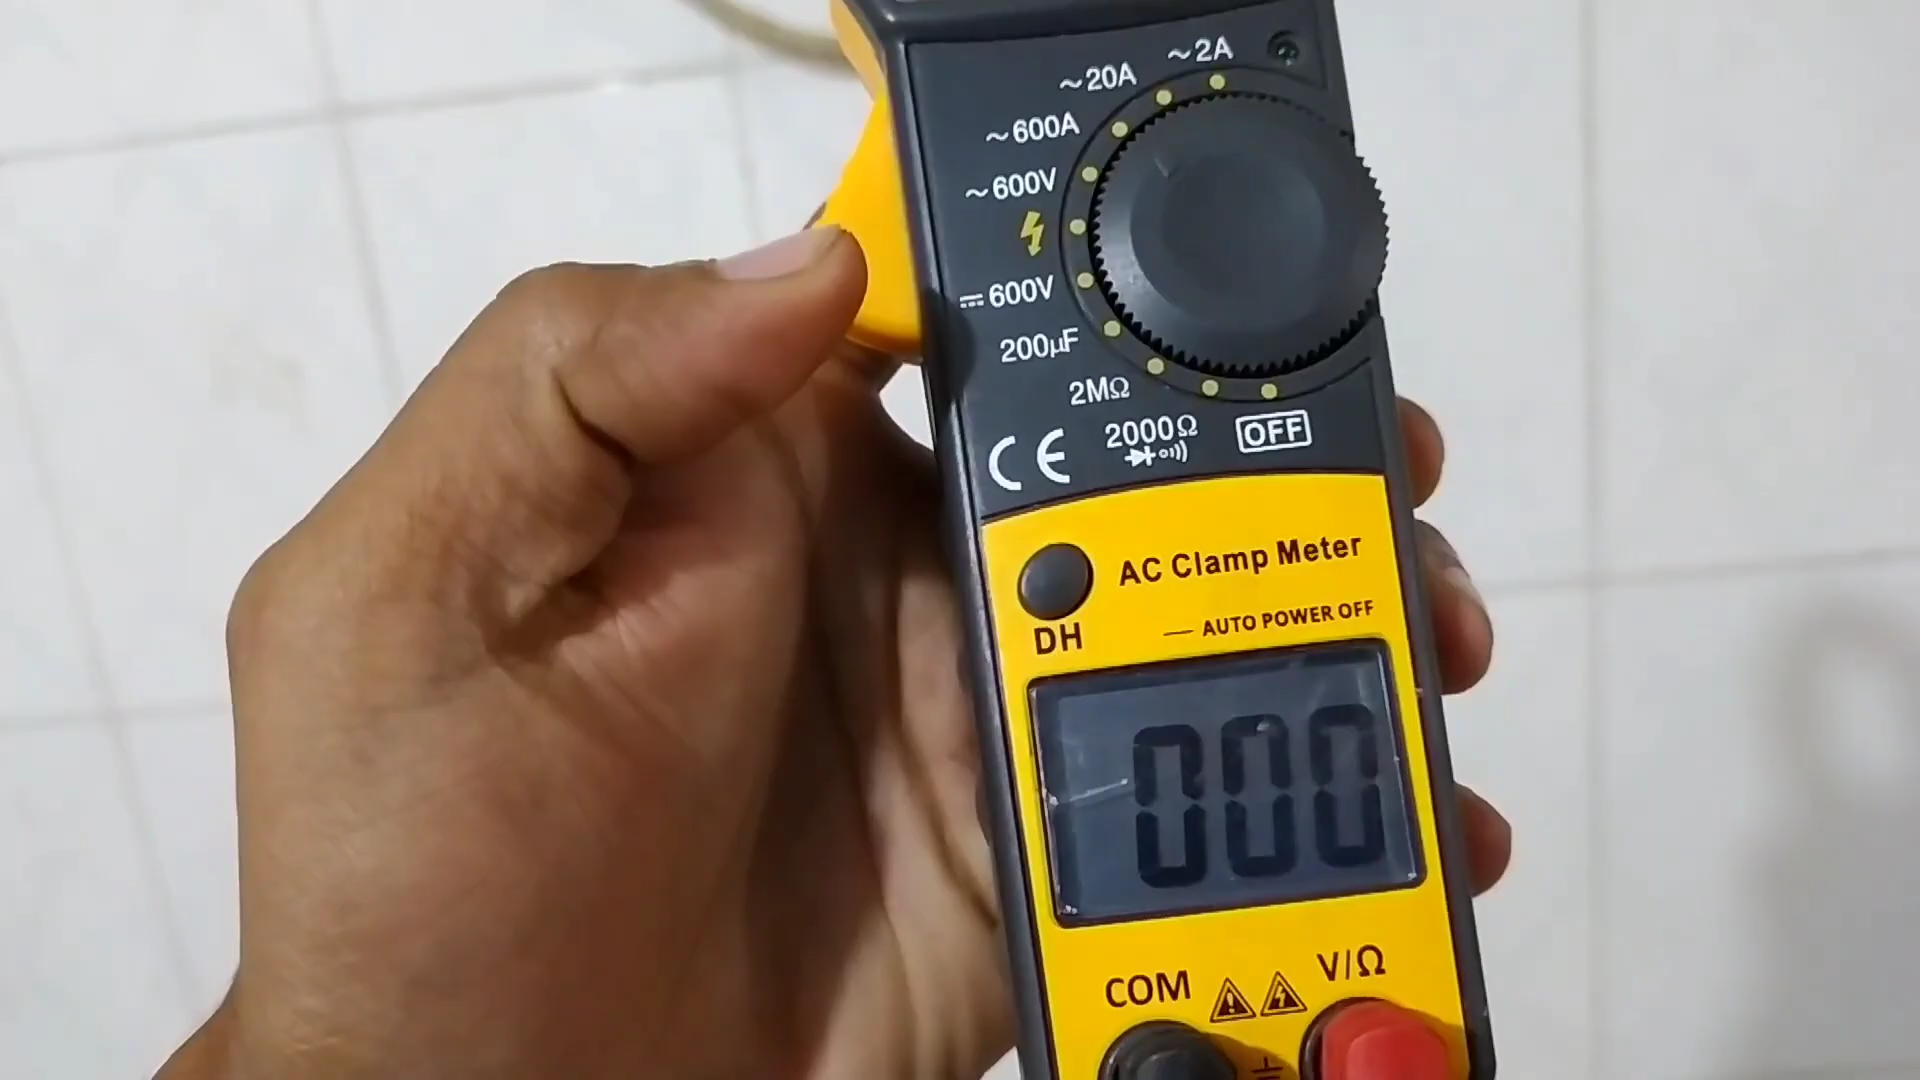 ~2A
~20A
~600A
~600V
⎓600V
200µF
2MΩ
2000Ω
OFF
CE
AC Clamp Meter
AUTO POWER OFF
DH
000
COM
V/Ω